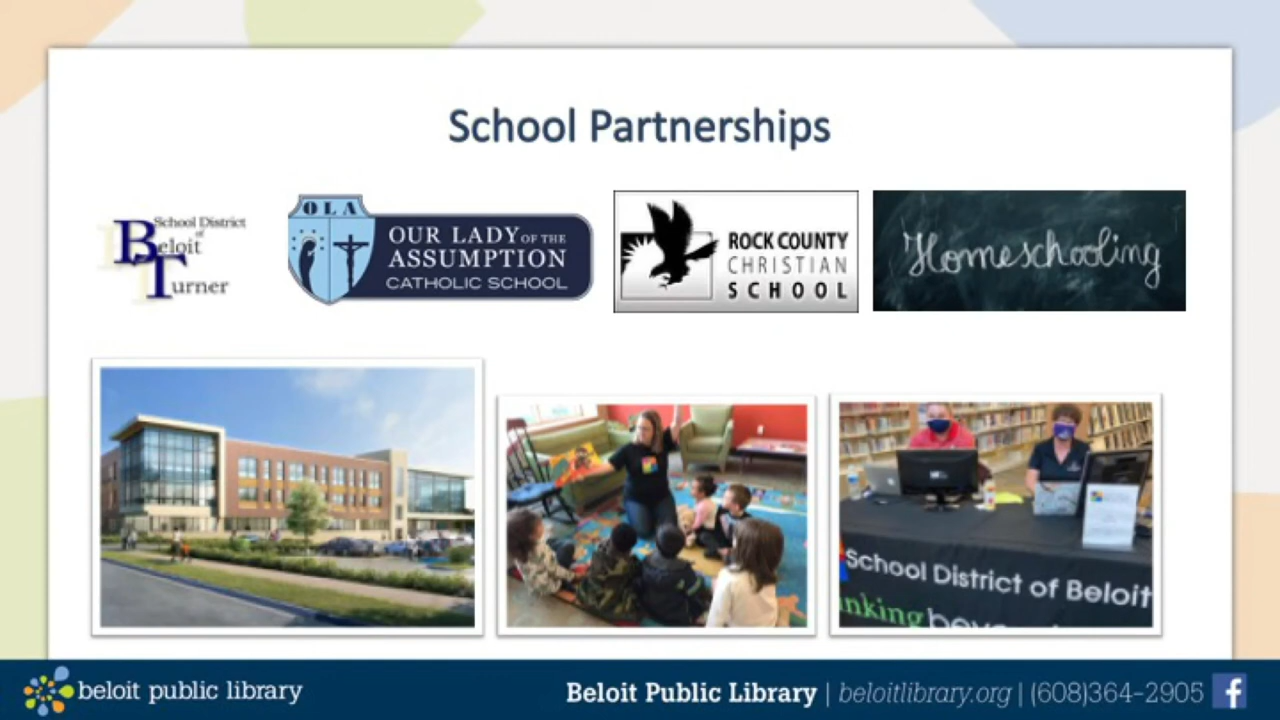 School Partnerships
School District
of
Beloit
Turner
OLA
OUR LADY OF THE
ASSUMPTION
CATHOLIC SCHOOL
ROCK COUNTY
CHRISTIAN
SCHOOL
Homeschooling
School District of Beloit
inking
beloit public library
Beloit Public Library | beloitlibrary.org | (608)364-2905 f